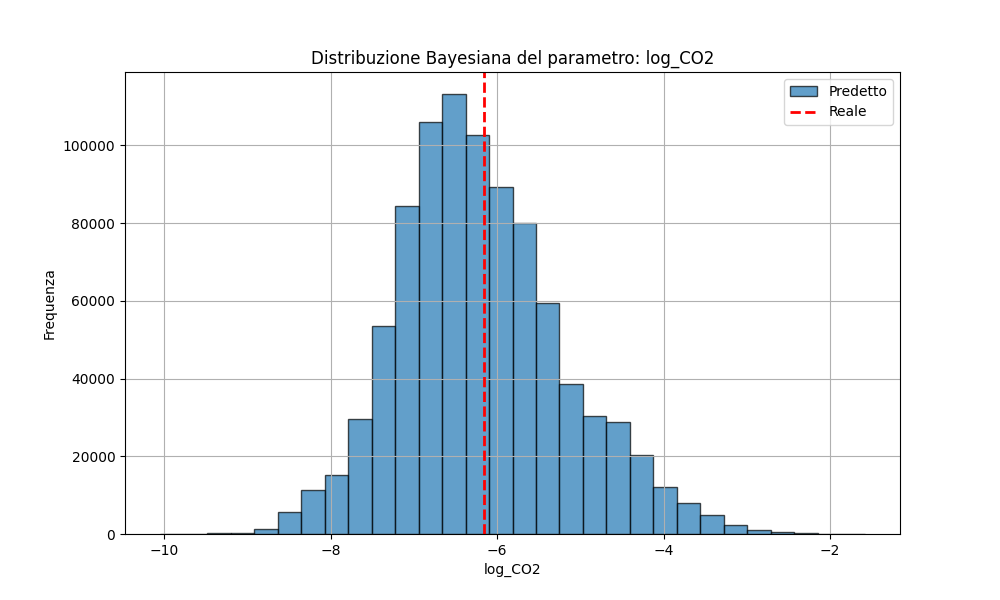 Distribuzione Bayesiana del parametro: log_CO2
Predetto
Reale
100000
80000
60000
40000
20000
0
Frequenza
−10
−8
−6
−4
−2
log_CO2